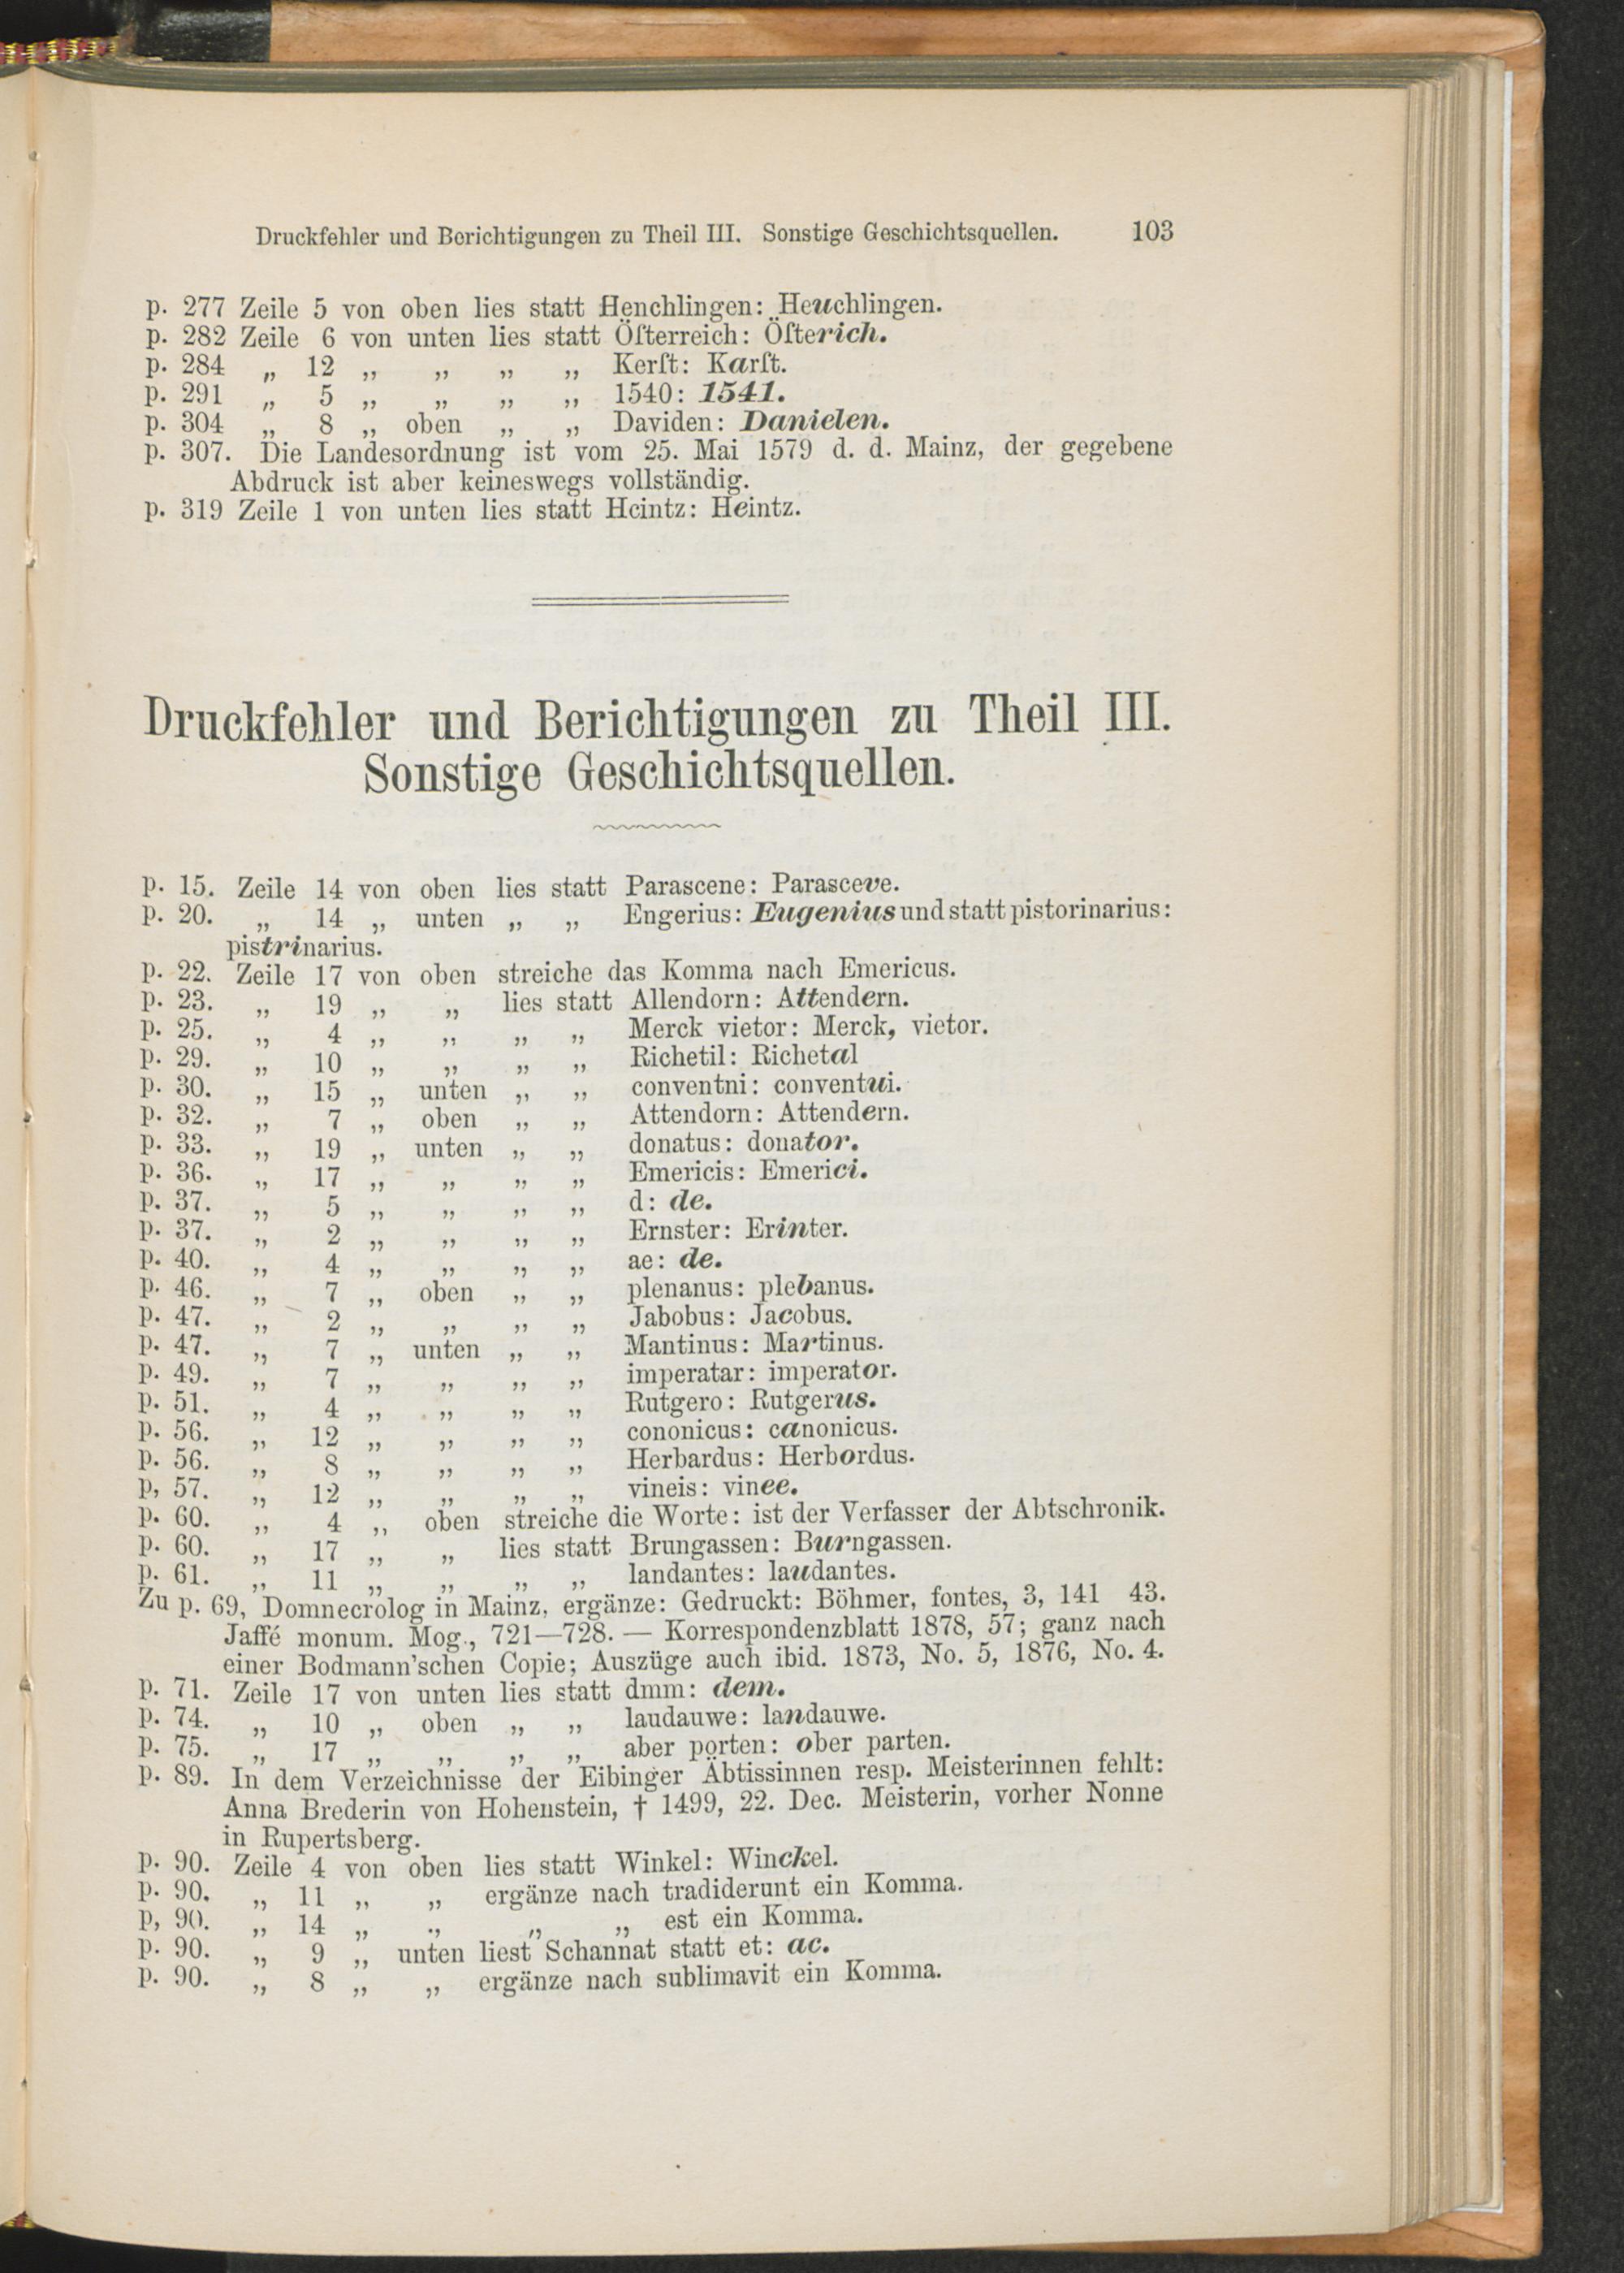 Druckfehler und Berichtigungen zu Theil III. Sonstige Geschichtsquellen. 103
p. 277 Zeile 5 von oben lies statt Henchlingen: Heuchlingen.
p. 282 Zeile 6 von unten lies statt Öſterreich: Öſterich.
p. 284 „ 12 „ „ „ „ Kerſt: Karſt.
p. 291 „ 5 „ „ „ „ 1540: 1541.
p. 304 „ 8 „ oben „ „ Daviden: Danielen.
p. 307. Die Landesordnung ist vom 25. Mai 1579 d. d. Mainz, der gegebene
Abdruck ist aber keineswegs vollständig.
p. 319 Zeile 1 von unten lies statt Hcintz: Heintz.
Druckfehler und Berichtigungen zu Theil III.
Sonstige Geschichtsquellen.
p. 15. Zeile 14 von oben lies statt Parascene: Parasceve.
p. 20. „ 14 „ unten „ „ Engerius: Eugenius und statt pistorinarius:
pistrinarius.
p. 22. Zeile 17 von oben streiche das Komma nach Emericus.
p. 23. „ 19 „ „ lies statt Allendorn: Attendern.
p. 25. „ 4 „ „ „ „ Merck vietor: Merck, vietor.
p. 29. „ 10 „ „ „ „ Richetil: Richetal
p. 30. „ 15 „ unten „ „ conventni: conventui.
p. 32. „ 7 „ oben „ „ Attendorn: Attendern.
p. 33. „ 19 „ unten „ „ donatus: donator.
p. 36. „ 17 „ „ „ „ Emericis: Emerici.
p. 37. „ 5 „ „ „ „ d: de.
p. 37. „ 2 „ „ „ „ Ernster: Erinter.
p. 40. „ 4 „ „ „ „ ae: de.
p. 46. „ 7 „ oben „ „ plenanus: plebanus.
p. 47. „ 2 „ „ „ „ Jabobus: Jacobus.
p. 47. „ 7 „ unten „ „ Mantinus: Martinus.
p. 49. „ 7 „ „ „ „ imperatar: imperator.
p. 51. „ 4 „ „ „ „ Rutgero: Rutgerus.
p. 56. „ 12 „ „ „ „ cononicus: canonicus.
p. 56. „ 8 „ „ „ „ Herbardus: Herbordus.
p, 57. „ 12 „ „ „ „ vineis: vinee.
p. 60. „ 4 „ oben streiche die Worte: ist der Verfasser der Abtschronik.
p. 60. „ 17 „ „ lies statt Brungassen: Burngassen.
p. 61. „ 11 „ „ „ „ landantes: laudantes.
Zu p. 69, Domnecrolog in Mainz, ergänze: Gedruckt: Böhmer, fontes, 3, 141 43.
Jaffé monum. Mog., 721—728. — Korrespondenzblatt 1878, 57; ganz nach
einer Bodmann'schen Copie; Auszüge auch ibid. 1873, No. 5, 1876, No. 4.
p. 71. Zeile 17 von unten lies statt dmm: dem.
p. 74. „ 10 „ oben „ „ laudauwe: landauwe.
p. 75. „ 17 „ „ „ „ aber porten: ober parten.
p. 89. In dem Verzeichnisse der Eibinger Äbtissinnen resp. Meisterinnen fehlt:
Anna Brederin von Hohenstein, † 1499, 22. Dec. Meisterin, vorher Nonne
in Rupertsberg.
p. 90. Zeile 4 von oben lies statt Winkel: Winckel.
p. 90. „ 11 „ „ ergänze nach tradiderunt ein Komma.
p, 90. „ 14 „ „ „ „ est ein Komma.
p. 90. „ 9 „ unten liest Schannat statt et: ac.
p. 90. „ 8 „ „ ergänze nach sublimavit ein Komma.